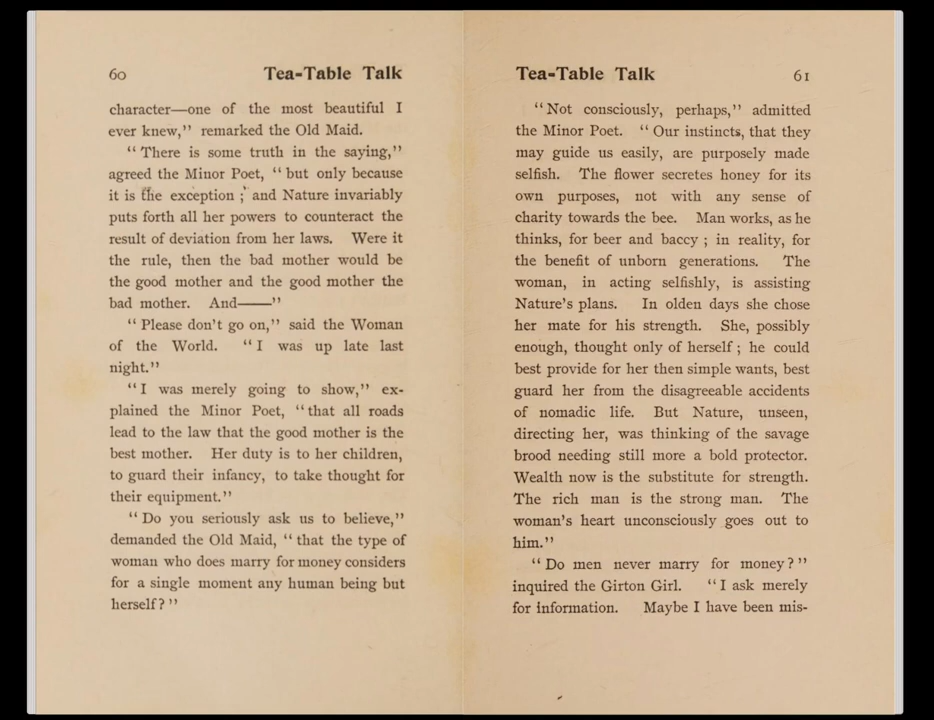 60 Tea-Table Talk
character—one of the most beautiful I
ever knew,” remarked the Old Maid.
“ There is some truth in the saying,”
agreed the Minor Poet, “ but only because
it is the exception ; and Nature invariably
puts forth all her powers to counteract the
result of deviation from her laws. Were it
the rule, then the bad mother would be
the good mother and the good mother the
bad mother. And——”
“ Please don’t go on,” said the Woman
of the World. “ I was up late last
night.”
“ I was merely going to show,” ex-
plained the Minor Poet, “ that all roads
lead to the law that the good mother is the
best mother. Her duty is to her children,
to guard their infancy, to take thought for
their equipment.”
“ Do you seriously ask us to believe,”
demanded the Old Maid, “ that the type of
woman who does marry for money considers
for a single moment any human being but
herself ? ”
Tea-Table Talk 61
“ Not consciously, perhaps,” admitted
the Minor Poet. “ Our instincts, that they
may guide us easily, are purposely made
selfish. The flower secretes honey for its
own purposes, not with any sense of
charity towards the bee. Man works, as he
thinks, for beer and baccy ; in reality, for
the benefit of unborn generations. The
woman, in acting selfishly, is assisting
Nature’s plans. In olden days she chose
her mate for his strength. She, possibly
enough, thought only of herself ; he could
best provide for her then simple wants, best
guard her from the disagreeable accidents
of nomadic life. But Nature, unseen,
directing her, was thinking of the savage
brood needing still more a bold protector.
Wealth now is the substitute for strength.
The rich man is the strong man. The
woman’s heart unconsciously goes out to
him.”
“ Do men never marry for money ? ”
inquired the Girton Girl. “ I ask merely
for information. Maybe I have been mis-